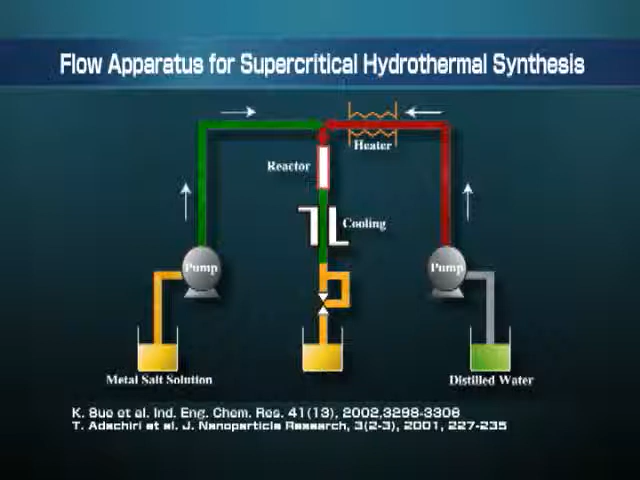 Flow Apparatus for Supercritical Hydrothermal Synthesis
Heater
Reactor
Cooling
Pump
Pump
Metal Salt Solution
Distilled Water
K. Sue et al. Ind. Eng. Chem. Res. 41(13), 2002,3298-3306
T. Adachiri et al. J. Nanoparticle Research, 3(2-3), 2001, 227-235